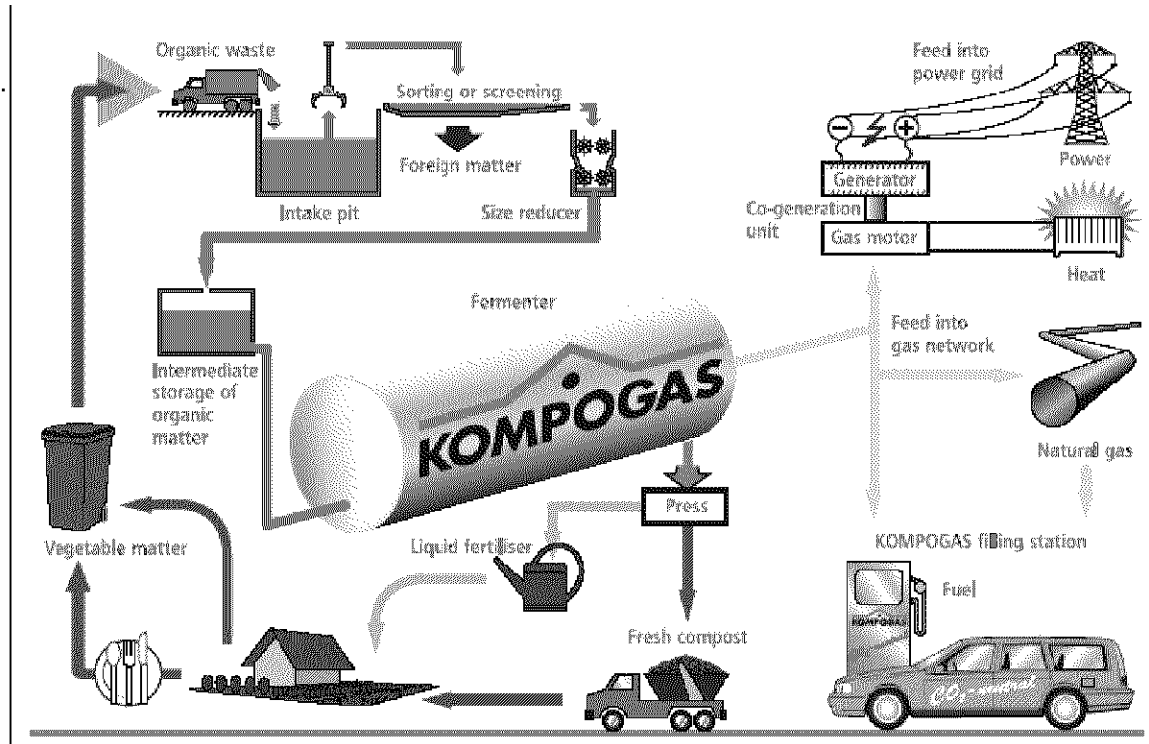 Organic waste
Sorting or screening
Foreign matter
Intake pit
Size reducer
Feed into
power grid
Power
Generator
Co-generation
unit
Gas motor
Heat
Fermenter
Feed into
gas network
Intermediate
storage of
organic
matter
KOMPOGAS
Natural gas
Press
Vegetable matter
Liquid fertiliser
KOMPOGAS filling station
Fuel
KOMPOGAS
Fresh compost
CO2-neutral